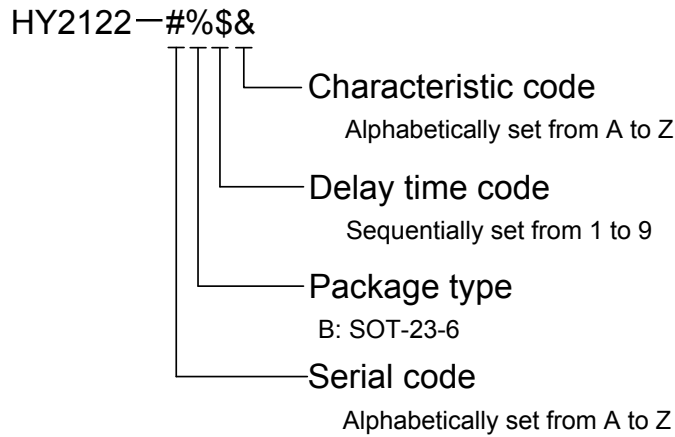 HY2122－#%$&
Characteristic code
Alphabetically set from A to Z
Delay time code
Sequentially set from 1 to 9
Package type
B: SOT-23-6
Serial code
Alphabetically set from A to Z